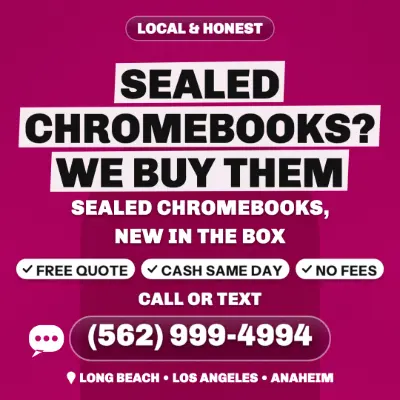 LOCAL & HONEST
SEALED
CHROMEBOOKS?
WE BUY THEM
SEALED CHROMEBOOKS,
NEW IN THE BOX
✓ FREE QUOTE ✓ CASH SAME DAY ✓ NO FEES
CALL OR TEXT
(562) 999-4994
LONG BEACH • LOS ANGELES • ANAHEIM